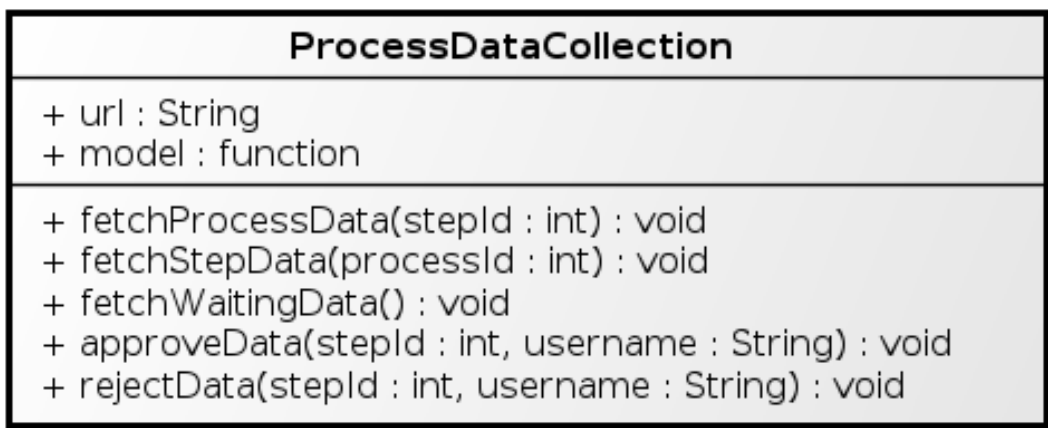 ProcessDataCollection
+ url : String
+ model : function
+ fetchProcessData(stepId : int) : void
+ fetchStepData(processId : int) : void
+ fetchWaitingData() : void
+ approveData(stepId : int, username : String) : void
+ rejectData(stepId : int, username : String) : void